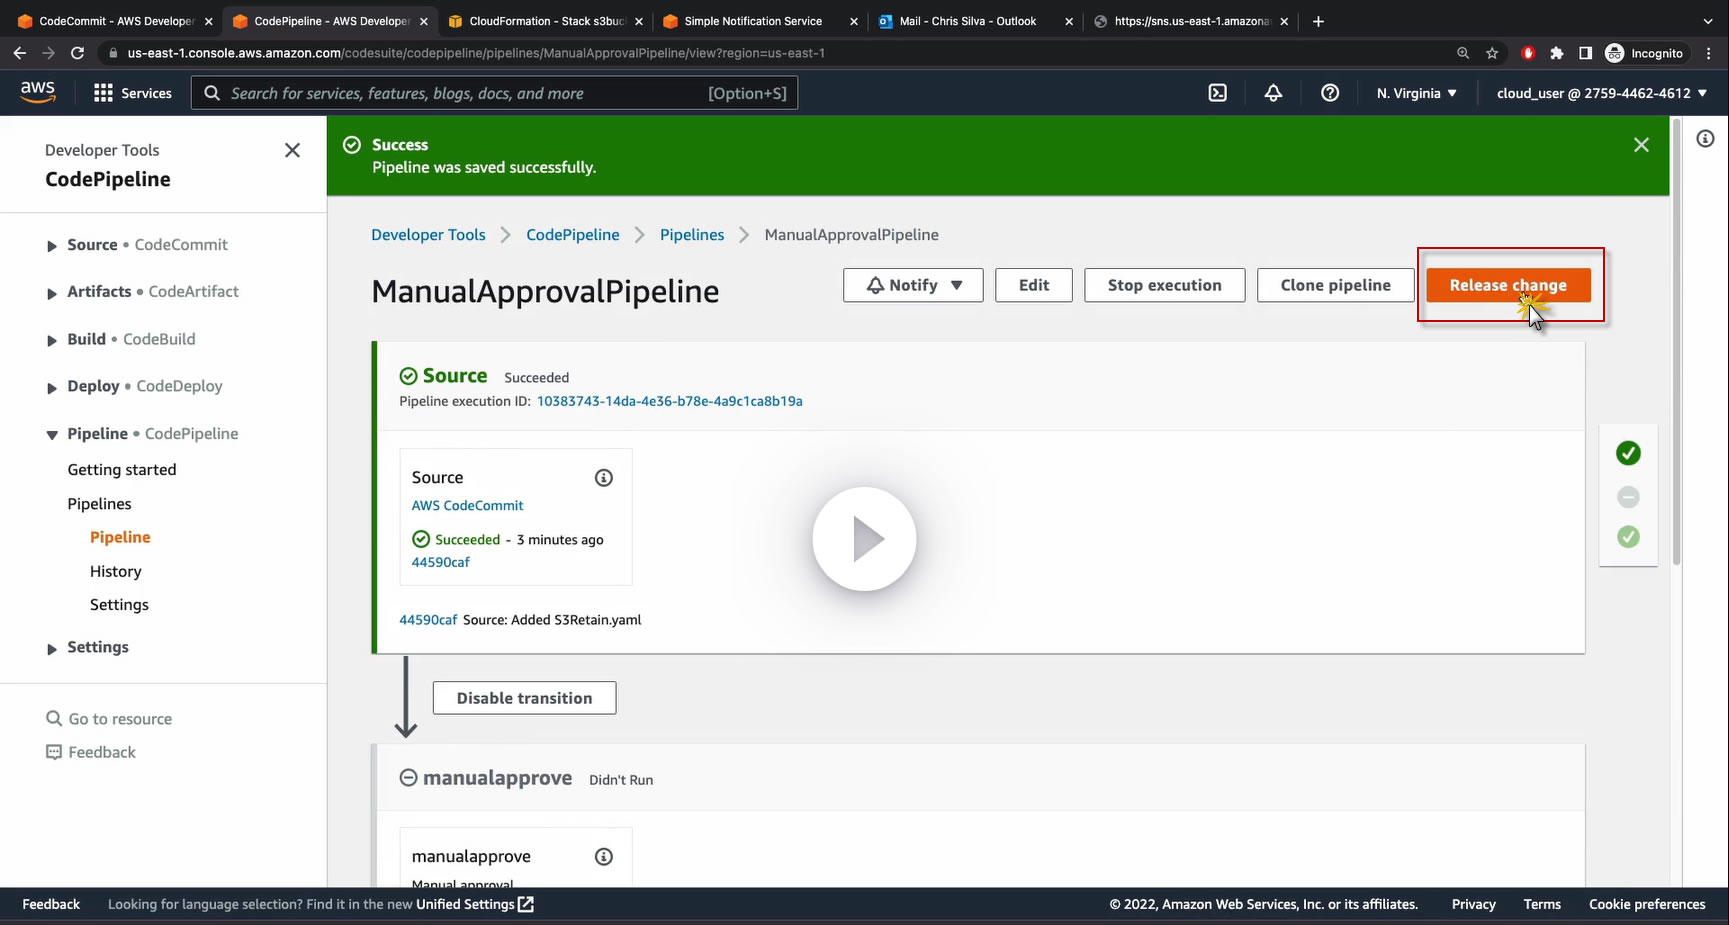 CodeCommit - AWS Developer
CodePipeline - AWS Developer
CloudFormation - Stack s3buc
Simple Notification Service
Mail - Chris Silva - Outlook
https://sns.us-east-1.amazona
us-east-1.console.aws.amazon.com/codesuite/codepipeline/pipelines/ManualApprovalPipeline/view?region=us-east-1
Incognito
aws
Services
Search for services, features, blogs, docs, and more
[Option+S]
N. Virginia
cloud_user @ 2759-4462-4612
Developer Tools
CodePipeline
Source • CodeCommit
Artifacts • CodeArtifact
Build • CodeBuild
Deploy • CodeDeploy
Pipeline • CodePipeline
Getting started
Pipelines
Pipeline
History
Settings
Settings
Go to resource
Feedback
Success
Pipeline was saved successfully.
Developer Tools
CodePipeline
Pipelines
ManualApprovalPipeline
ManualApprovalPipeline
Notify
Edit
Stop execution
Clone pipeline
Release change
Source Succeeded
Pipeline execution ID: 10383743-14da-4e36-b78e-4a9c1ca8b19a
Source
AWS CodeCommit
Succeeded - 3 minutes ago
44590caf
44590caf Source: Added S3Retain.yaml
Disable transition
manualapprove Didn't Run
manualapprove
Manual approval
Feedback
Looking for language selection? Find it in the new Unified Settings
© 2022, Amazon Web Services, Inc. or its affiliates.
Privacy
Terms
Cookie preferences